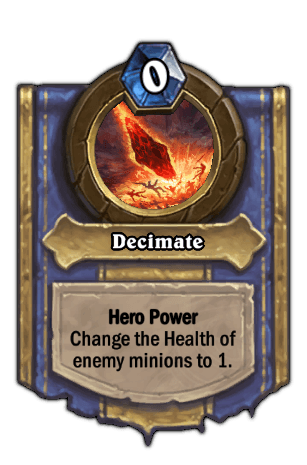 0
Decimate
Hero Power
Change the Health of
enemy minions to 1.